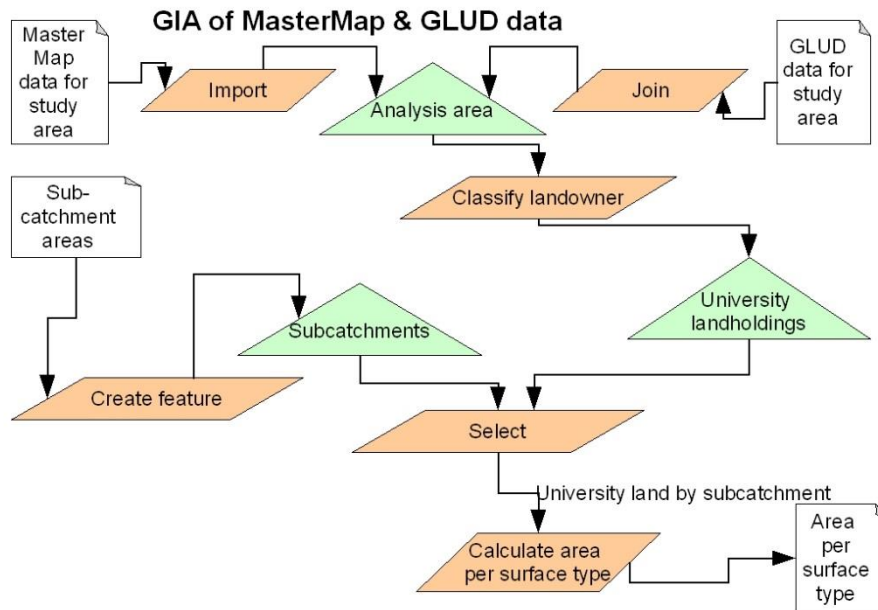 GIA of MasterMap & GLUD data
Master
Map
data for
study
area
Import
Analysis area
Join
GLUD
data for
study
area
Classify landowner
Sub-
catchment
areas
Subcatchments
University
landholdings
Create feature
Select
University land by subcatchment
Calculate area
per surface type
Area
per
surface
type